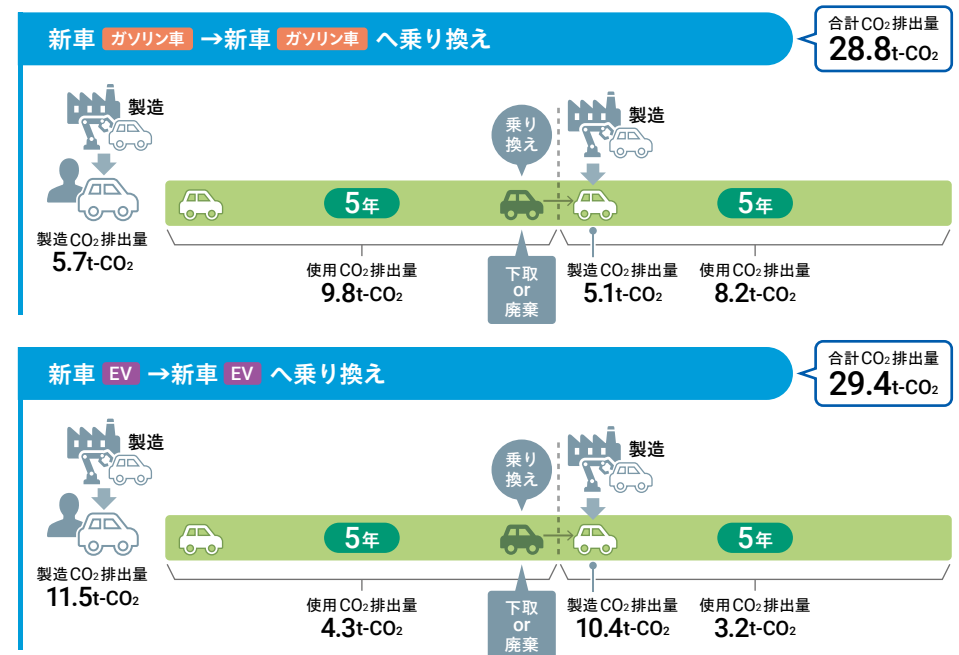 新車 ガソリン車 →新車 ガソリン車 へ乗り換え
合計CO₂排出量
28.8t-CO₂
製造
乗り
換え
製造
5年
5年
製造CO₂排出量
5.7t-CO₂
使用CO₂排出量
9.8t-CO₂
下取
or
廃棄
製造CO₂排出量
5.1t-CO₂
使用CO₂排出量
8.2t-CO₂
新車 EV →新車 EV へ乗り換え
合計CO₂排出量
29.4t-CO₂
製造
乗り
換え
製造
5年
5年
製造CO₂排出量
11.5t-CO₂
使用CO₂排出量
4.3t-CO₂
下取
or
廃棄
製造CO₂排出量
10.4t-CO₂
使用CO₂排出量
3.2t-CO₂